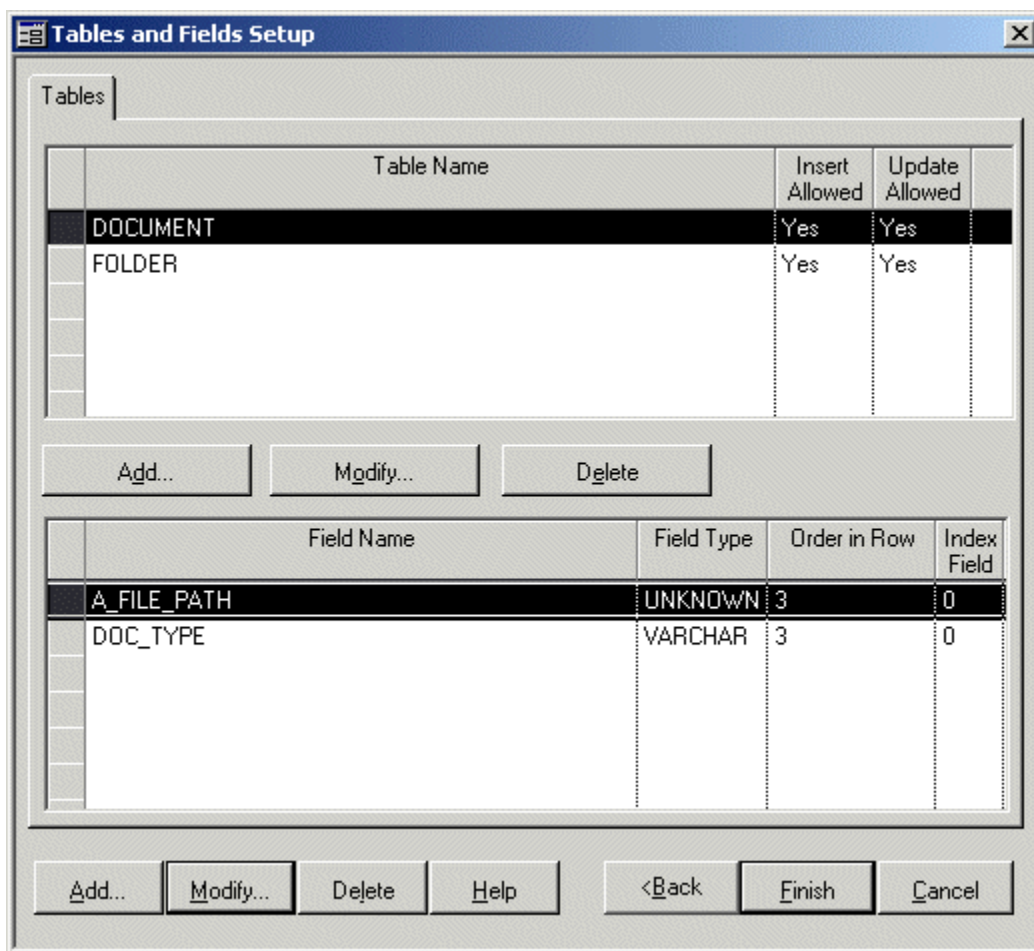 Tables and Fields Setup
Tables
Table Name Insert Allowed Update Allowed
DOCUMENT Yes Yes
FOLDER Yes Yes
Add... Modify... Delete
Field Name Field Type Order in Row Index Field
A_FILE_PATH UNKNOWN 3 0
DOC_TYPE VARCHAR 3 0
Add... Modify... Delete Help <Back Finish Cancel